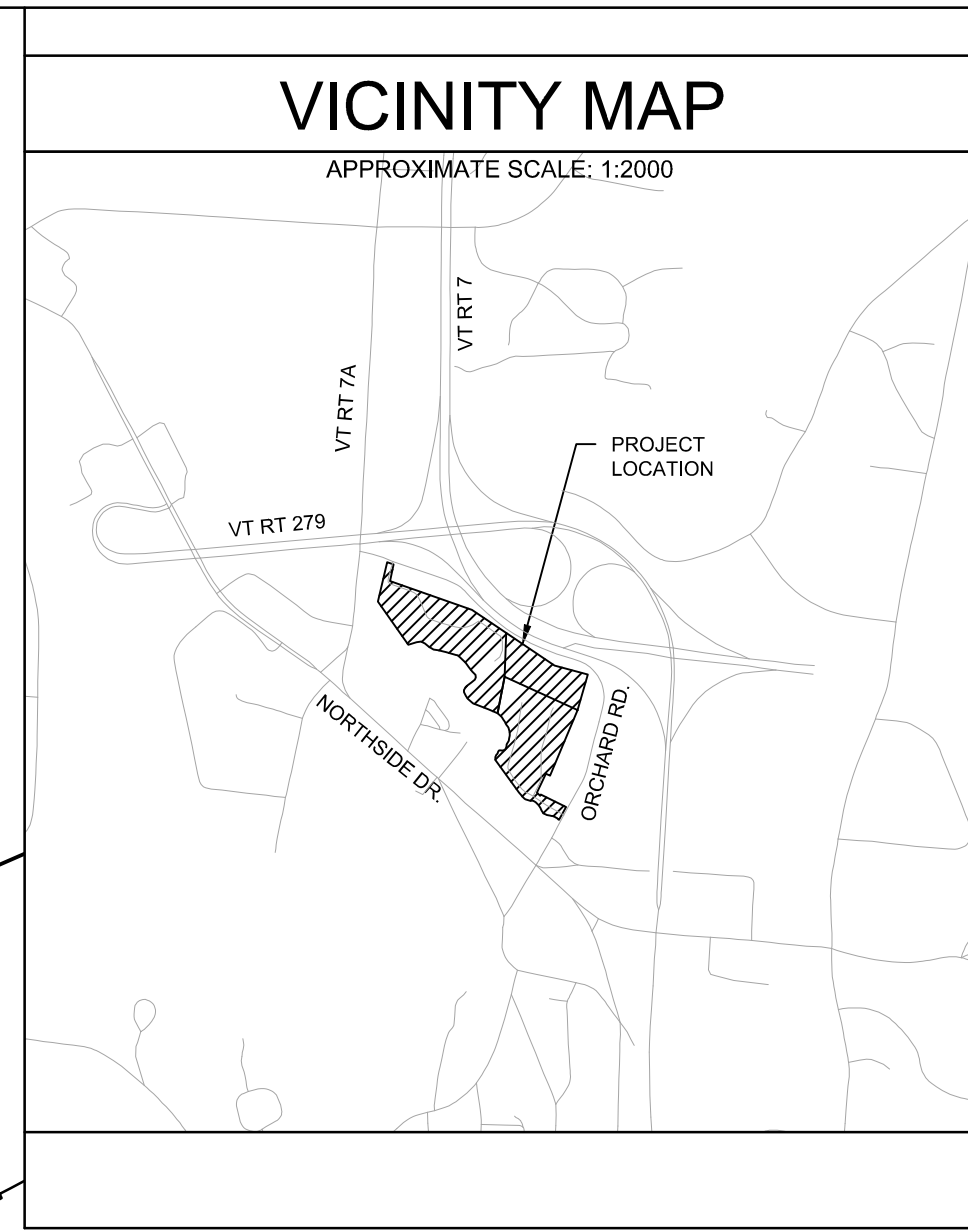 VICINITY MAP
APPROXIMATE SCALE: 1:2000
VT RT 7
VT RT 7A
PROJECT
LOCATION
VT RT 279
NORTHSIDE DR.
ORCHARD RD.